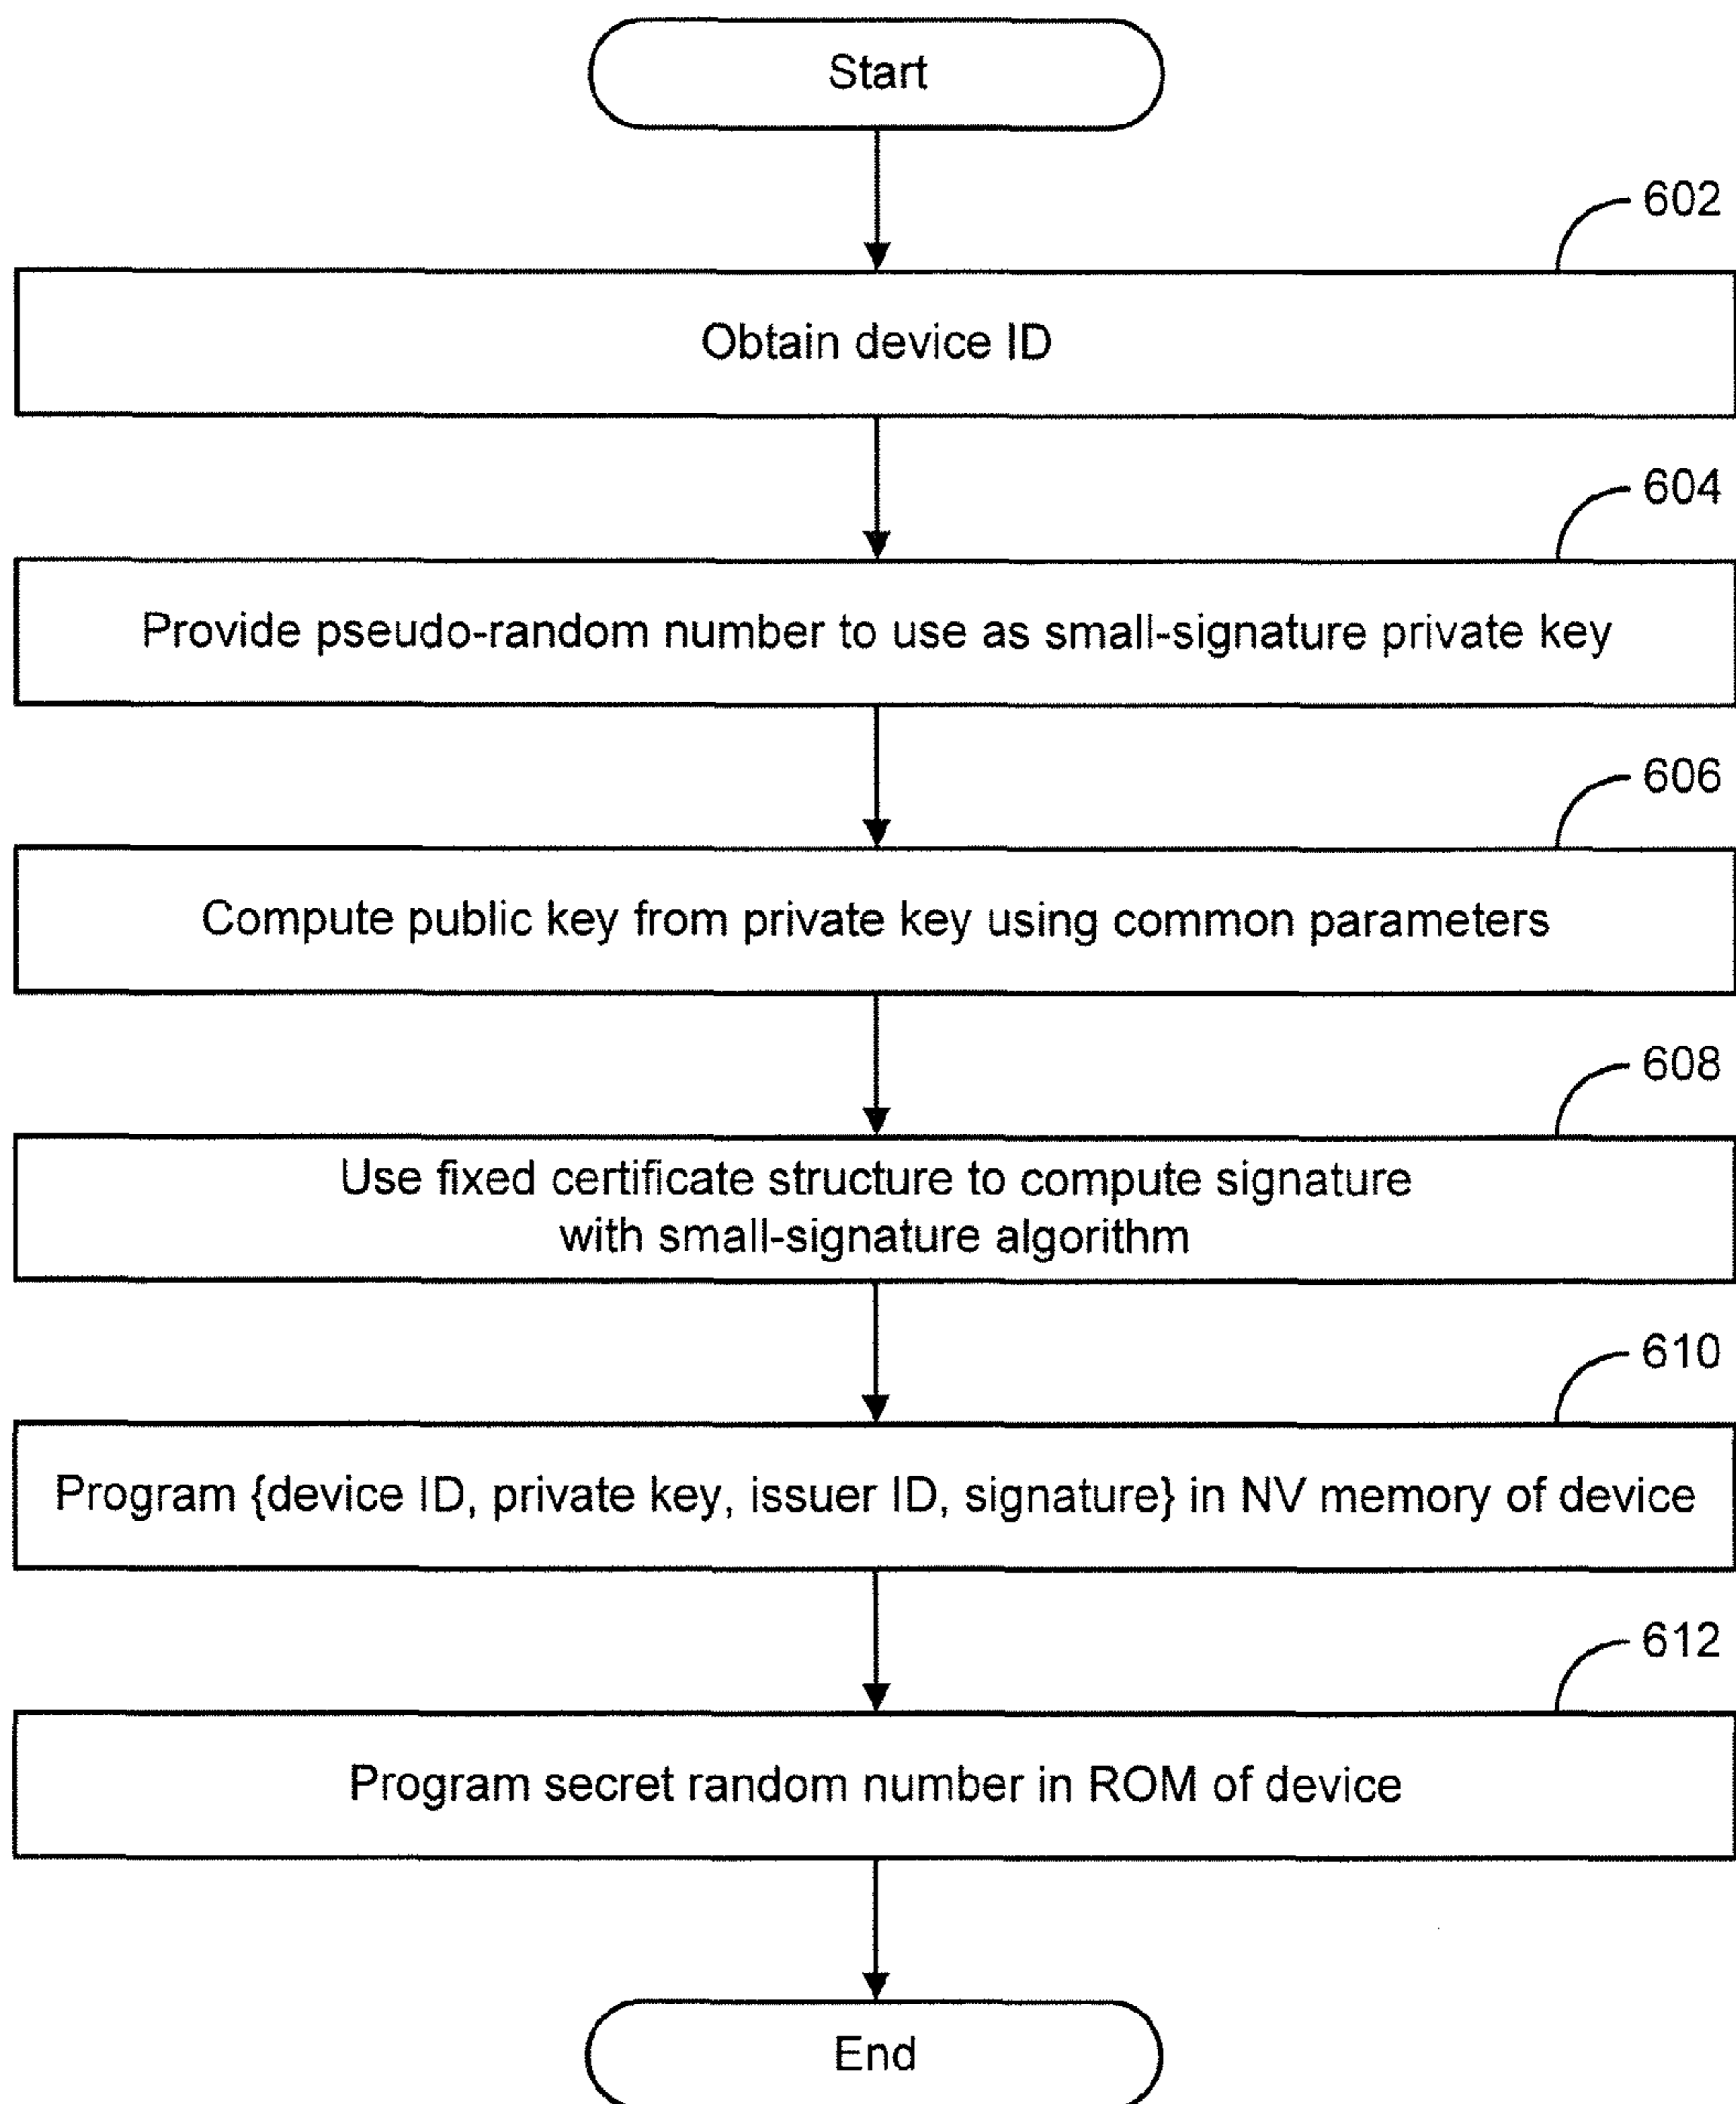 Start
602
Obtain device ID
604
Provide pseudo-random number to use as small-signature private key
606
Compute public key from private key using common parameters
608
Use fixed certificate structure to compute signature
with small-signature algorithm
610
Program {device ID, private key, issuer ID, signature} in NV memory of device
612
Program secret random number in ROM of device
End